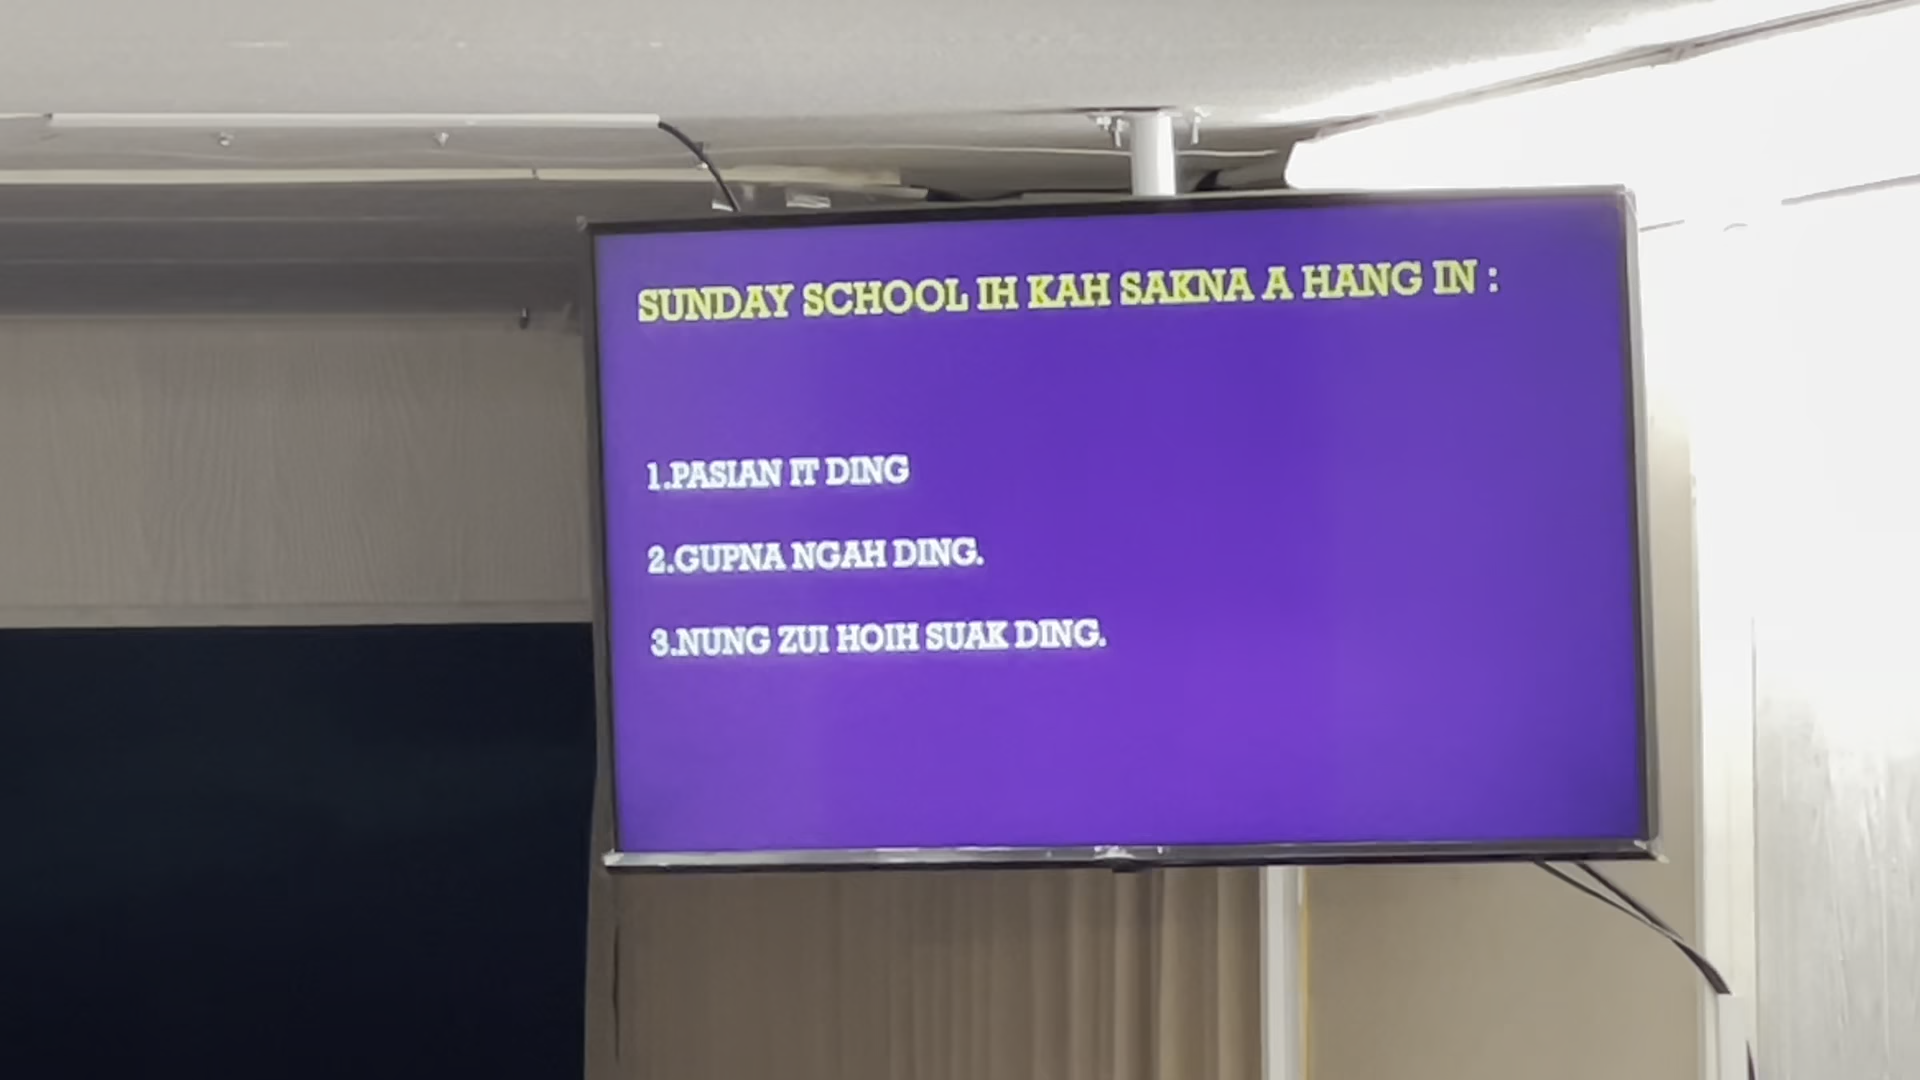 SUNDAY SCHOOL IH KAH SAKNA A HANG IN :
1.PASIAN IT DING
2.GUPNA NGAH DING.
3.NUNG ZUI HOIH SUAK DING.